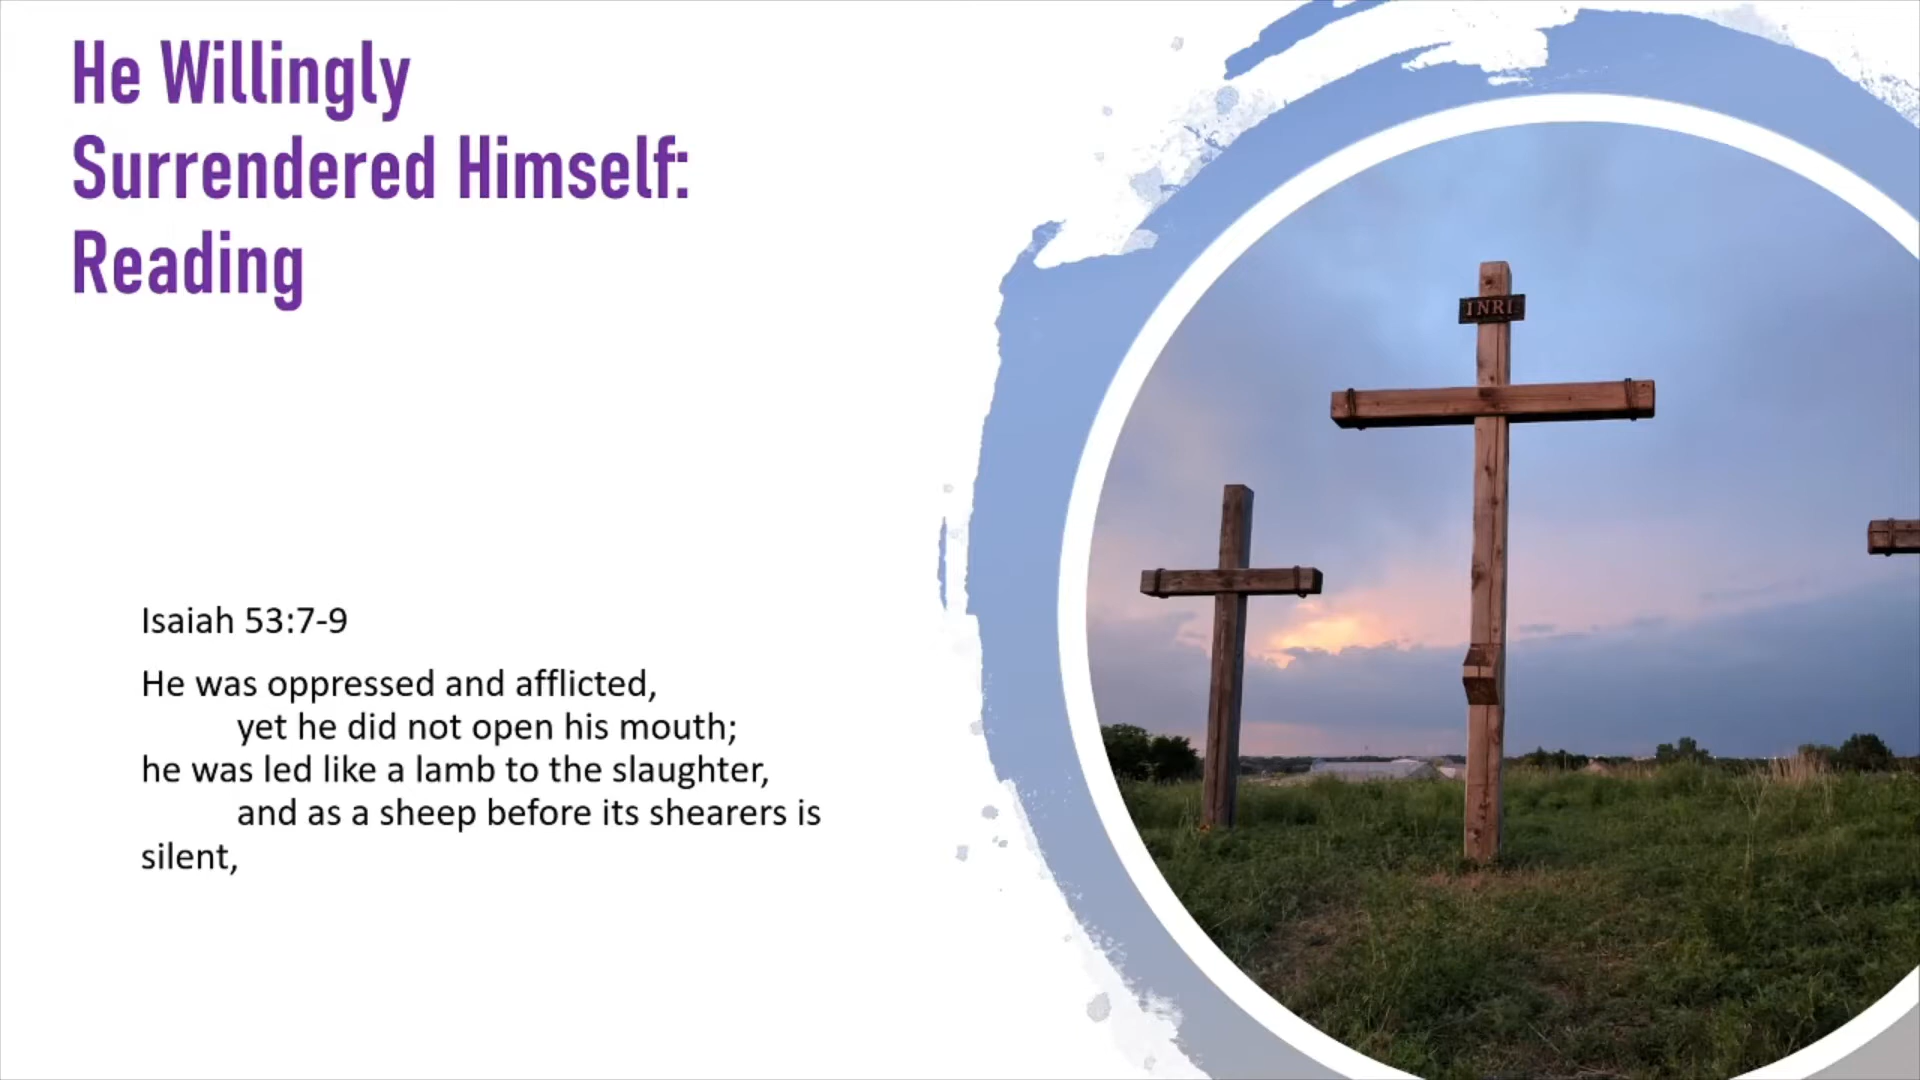 He Willingly
Surrendered Himself:
Reading
Isaiah 53:7-9
He was oppressed and afflicted,
yet he did not open his mouth;
he was led like a lamb to the slaughter,
and as a sheep before its shearers is
silent,
INRI